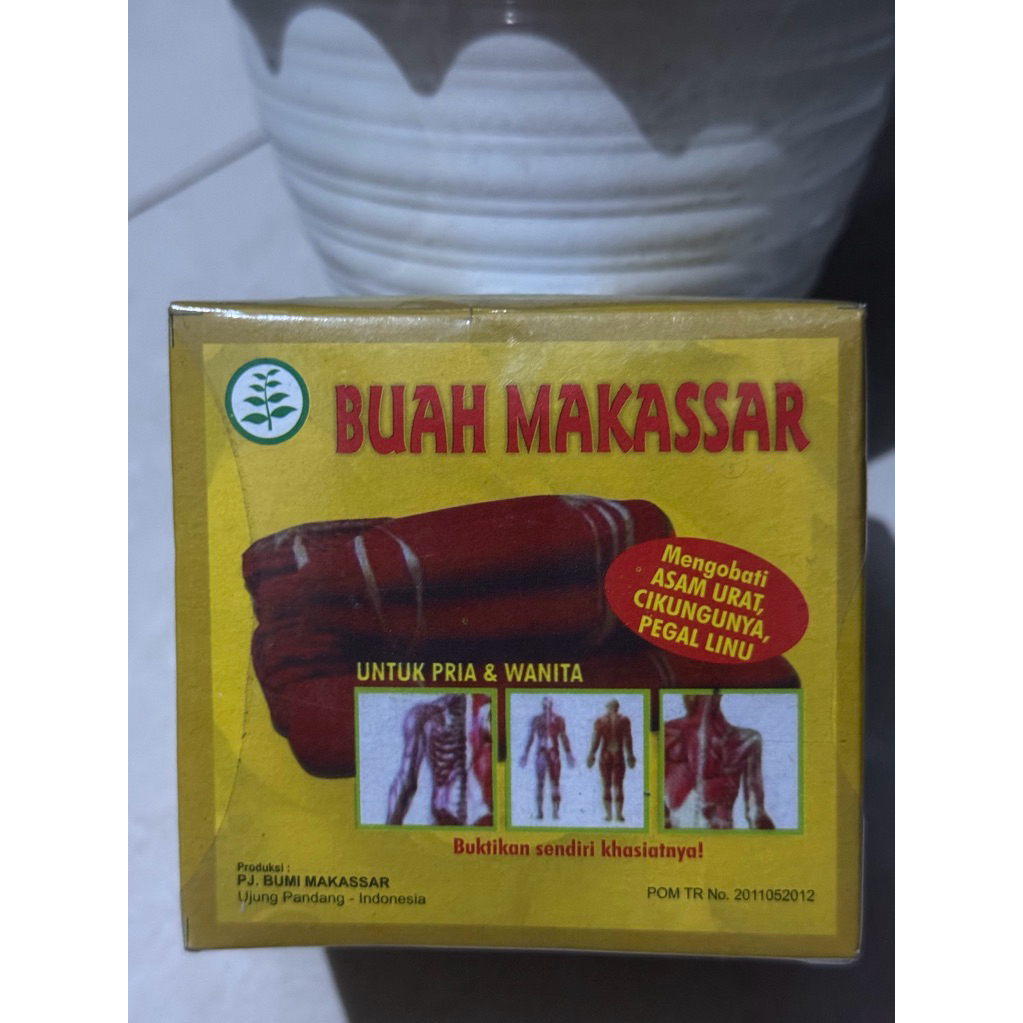 BUAH MAKASSAR
Mengobati
ASAM URAT,
CIKUNGUNYA,
PEGAL LINU
UNTUK PRIA & WANITA
Buktikan sendiri khasiatnya!
Produksi :
PJ. BUMI MAKASSAR
Ujung Pandang - Indonesia
POM TR No. 2011052012